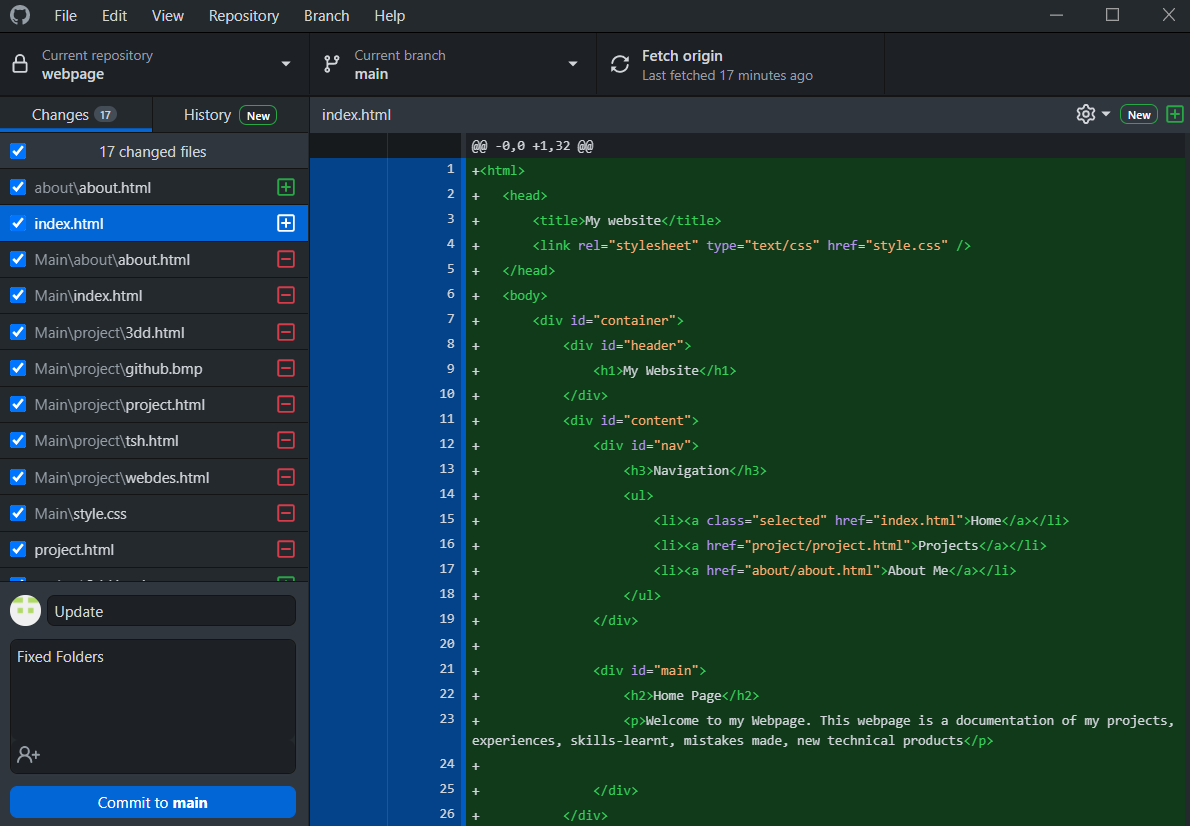 File Edit View Repository Branch Help
Current repository
webpage
Current branch
main
Fetch origin
Last fetched 17 minutes ago
Changes 17
History New
index.html
New
17 changed files
about\about.html
index.html
Main\about\about.html
Main\index.html
Main\project\3dd.html
Main\project\github.bmp
Main\project\project.html
Main\project\tsh.html
Main\project\webdes.html
Main\style.css
project.html
Update
Fixed Folders
Commit to main
@@ -0,0 +1,32 @@
1 +<html>
2 + <head>
3 + <title>My website</title>
4 + <link rel="stylesheet" type="text/css" href="style.css" />
5 + </head>
6 + <body>
7 + <div id="container">
8 + <div id="header">
9 + <h1>My Website</h1>
10 + </div>
11 + <div id="content">
12 + <div id="nav">
13 + <h3>Navigation</h3>
14 + <ul>
15 + <li><a class="selected" href="index.html">Home</a></li>
16 + <li><a href="project/project.html">Projects</a></li>
17 + <li><a href="about/about.html">About Me</a></li>
18 + </ul>
19 + </div>
20 +
21 + <div id="main">
22 + <h2>Home Page</h2>
23 + <p>Welcome to my Webpage. This webpage is a documentation of my projects,
experiences, skills-learnt, mistakes made, new technical products</p>
24 +
25 + </div>
26 + </div>